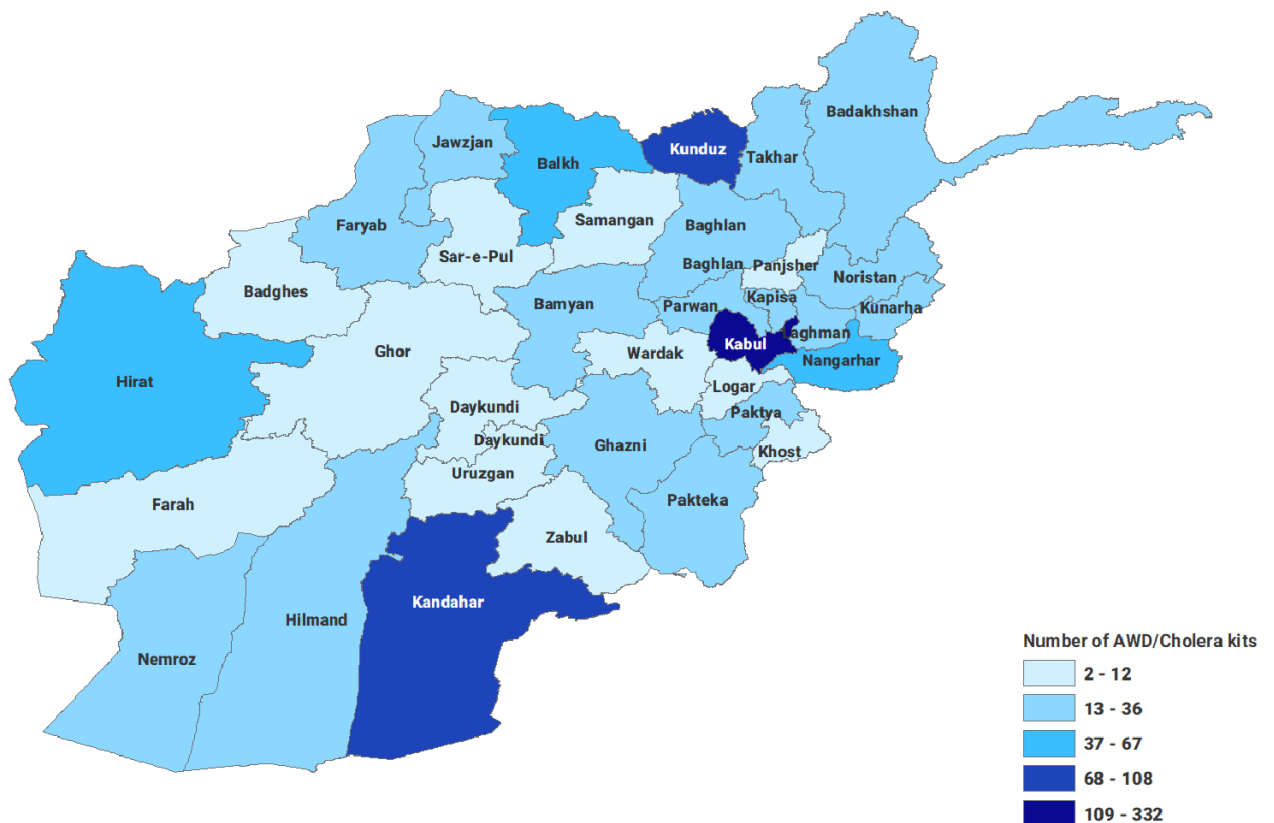 Badakhshan
Jawzjan
Kunduz
Takhar
Balkh
Samangan
Faryab
Baghlan
Sar-e-Pul
Baghlan
Panjsher
Noristan
Badghes
Bamyan
Parwan
Kapisa
Kunarha
Laghman
Ghor
Wardak
Kabul
Nangarhar
Hirat
Logar
Daykundi
Paktya
Daykundi
Ghazni
Khost
Uruzgan
Farah
Pakteka
Zabul
Kandahar
Hilmand
Nemroz
Number of AWD/Cholera kits
2 - 12
13 - 36
37 - 67
68 - 108
109 - 332